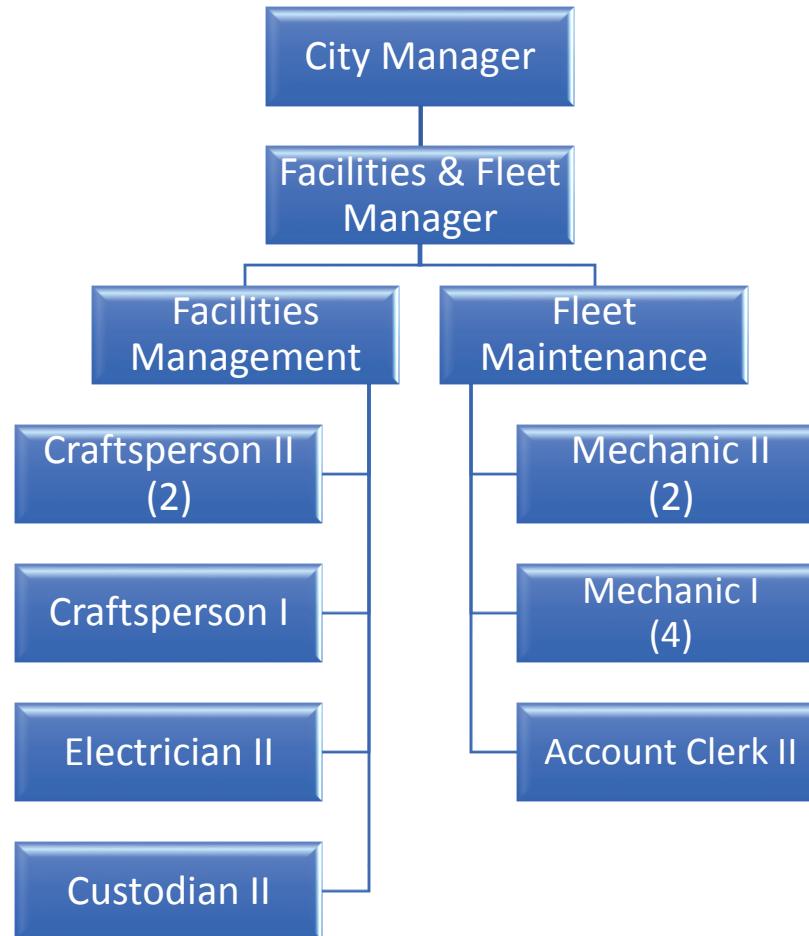 City Manager
Facilities & Fleet
Manager
Facilities
Management
Fleet
Maintenance
Craftsperson II
(2)
Craftsperson I
Electrician II
Custodian II
Mechanic II
(2)
Mechanic I
(4)
Account Clerk II